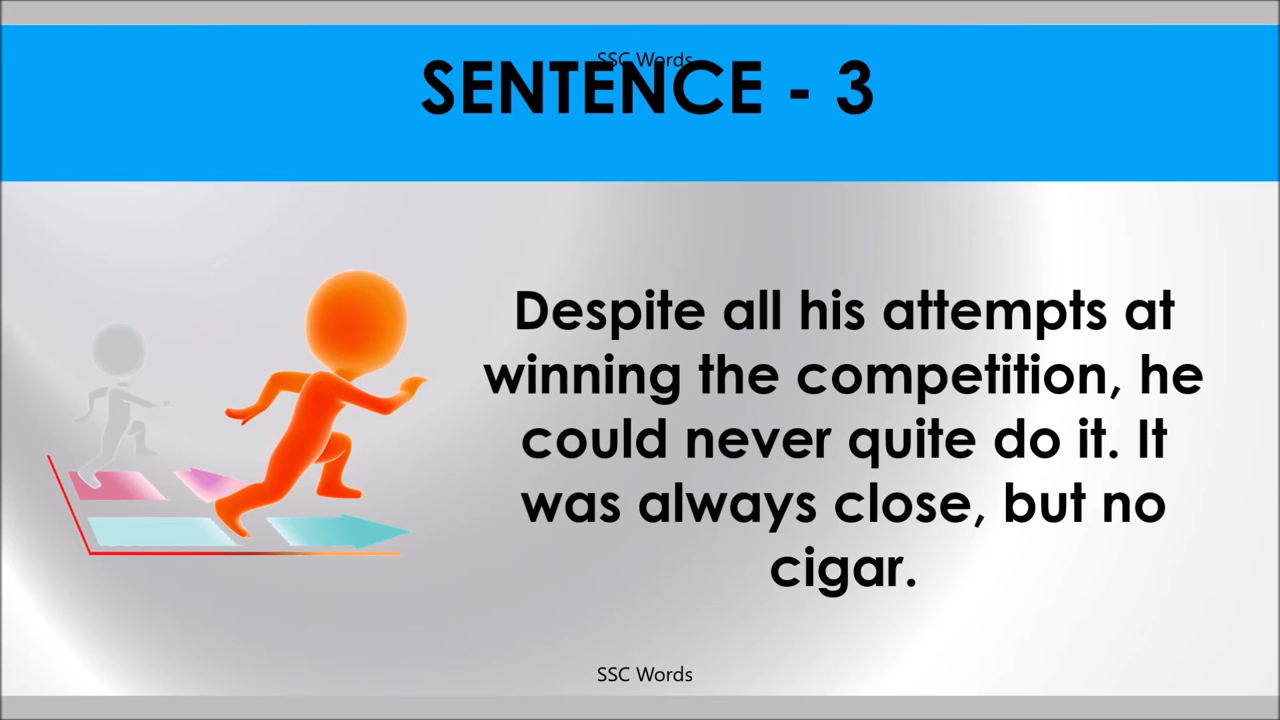 SSC Words
SENTENCE - 3
Despite all his attempts at
winning the competition, he
could never quite do it. It
was always close, but no
cigar.
SSC Words